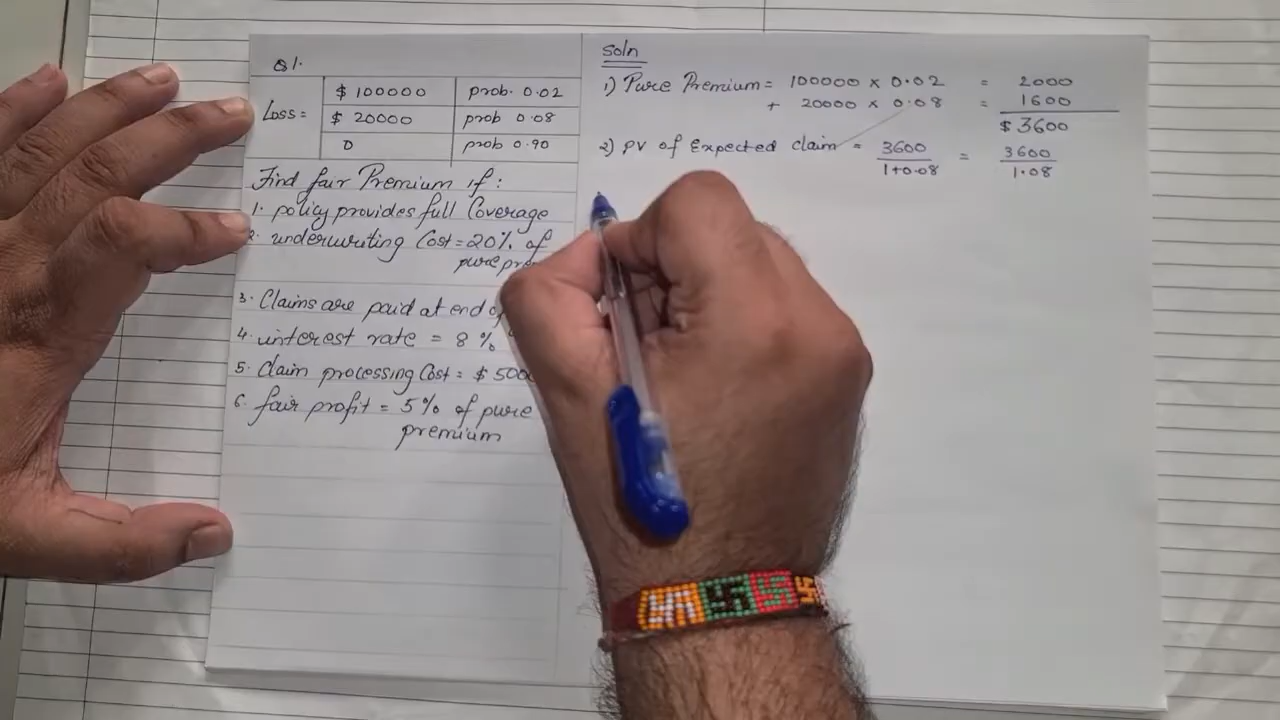 Q1.
Loss = $ 100000 prob. 0.02
$ 20000 prob 0.08
0 prob 0.90
Find fair Premium if:
1. policy provides full Coverage
2. underwriting Cost = 20% of
pure
3. Claims are paid at end
4. interest rate = 8 %
5. Claim processing Cost = $ 500
6. fair profit = 5% of pure
premium
Soln
1) Pure Premium = 100000 x 0.02 = 2000
+ 20000 x 0.08 = 1600
$ 3600
2) PV of Expected claim = 3600 / 1+0.08 = 3600 / 1.08